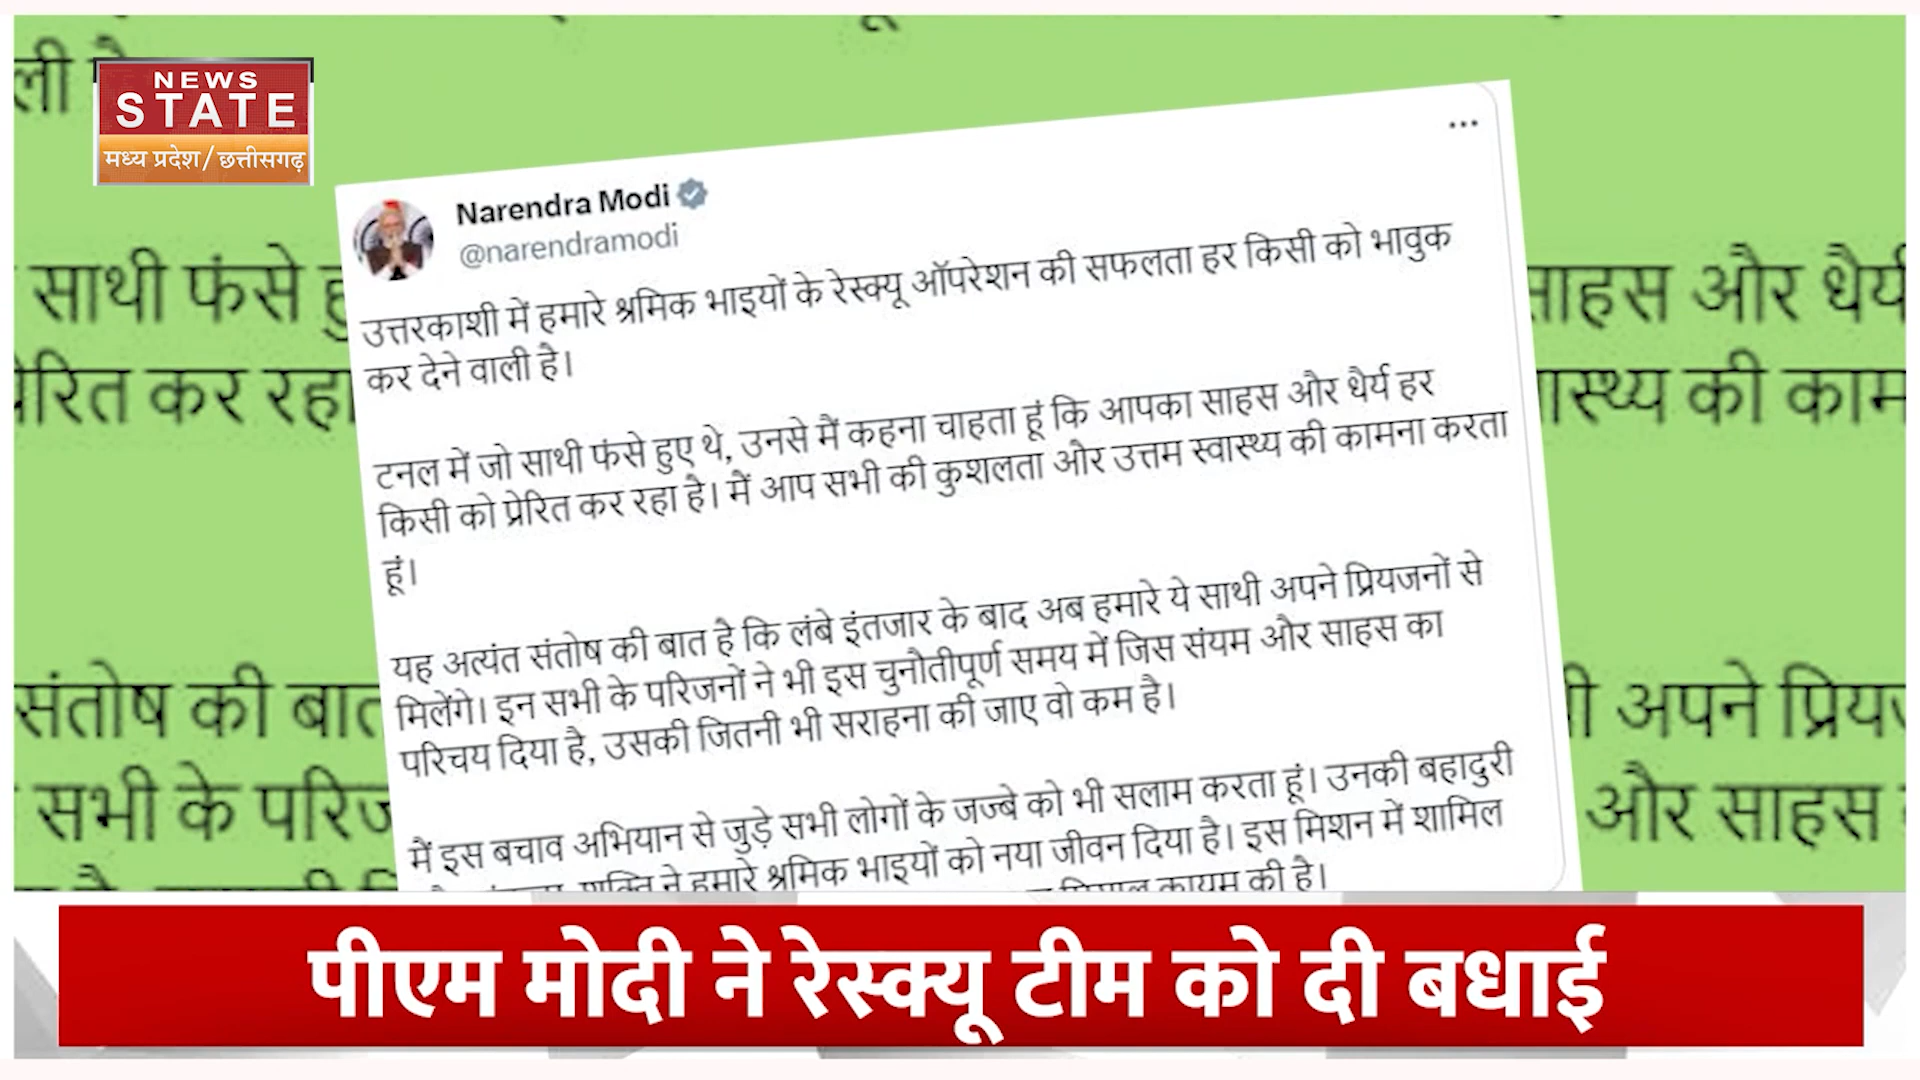 NEWS
STATE
मध्य प्रदेश/छत्तीसगढ़
Narendra Modi
@narendramodi
उत्तरकाशी में हमारे श्रमिक भाइयों के रेस्क्यू ऑपरेशन की सफलता हर किसी को भावुक
कर देने वाली है।
टनल में जो साथी फंसे हुए थे, उनसे मैं कहना चाहता हूं कि आपका साहस और धैर्य हर
किसी को प्रेरित कर रहा है। मैं आप सभी की कुशलता और उत्तम स्वास्थ्य की कामना करता
हूं।
यह अत्यंत संतोष की बात है कि लंबे इंतजार के बाद अब हमारे ये साथी अपने प्रियजनों से
मिलेंगे। इन सभी के परिजनों ने भी इस चुनौतीपूर्ण समय में जिस संयम और साहस का
परिचय दिया है, उसकी जितनी भी सराहना की जाए वो कम है।
मैं इस बचाव अभियान से जुड़े सभी लोगों के जज्बे को भी सलाम करता हूं। उनकी बहादुरी
ने हमारे श्रमिक भाइयों को नया जीवन दिया है। इस मिशन में शामिल
कायम की है।
साथी फंसे
साहस और धैर्य
कर रहा
की काम
संतोष की बात
अपने
सभी के
और साहस
पीएम मोदी ने रेस्क्यू टीम को दी बधाई